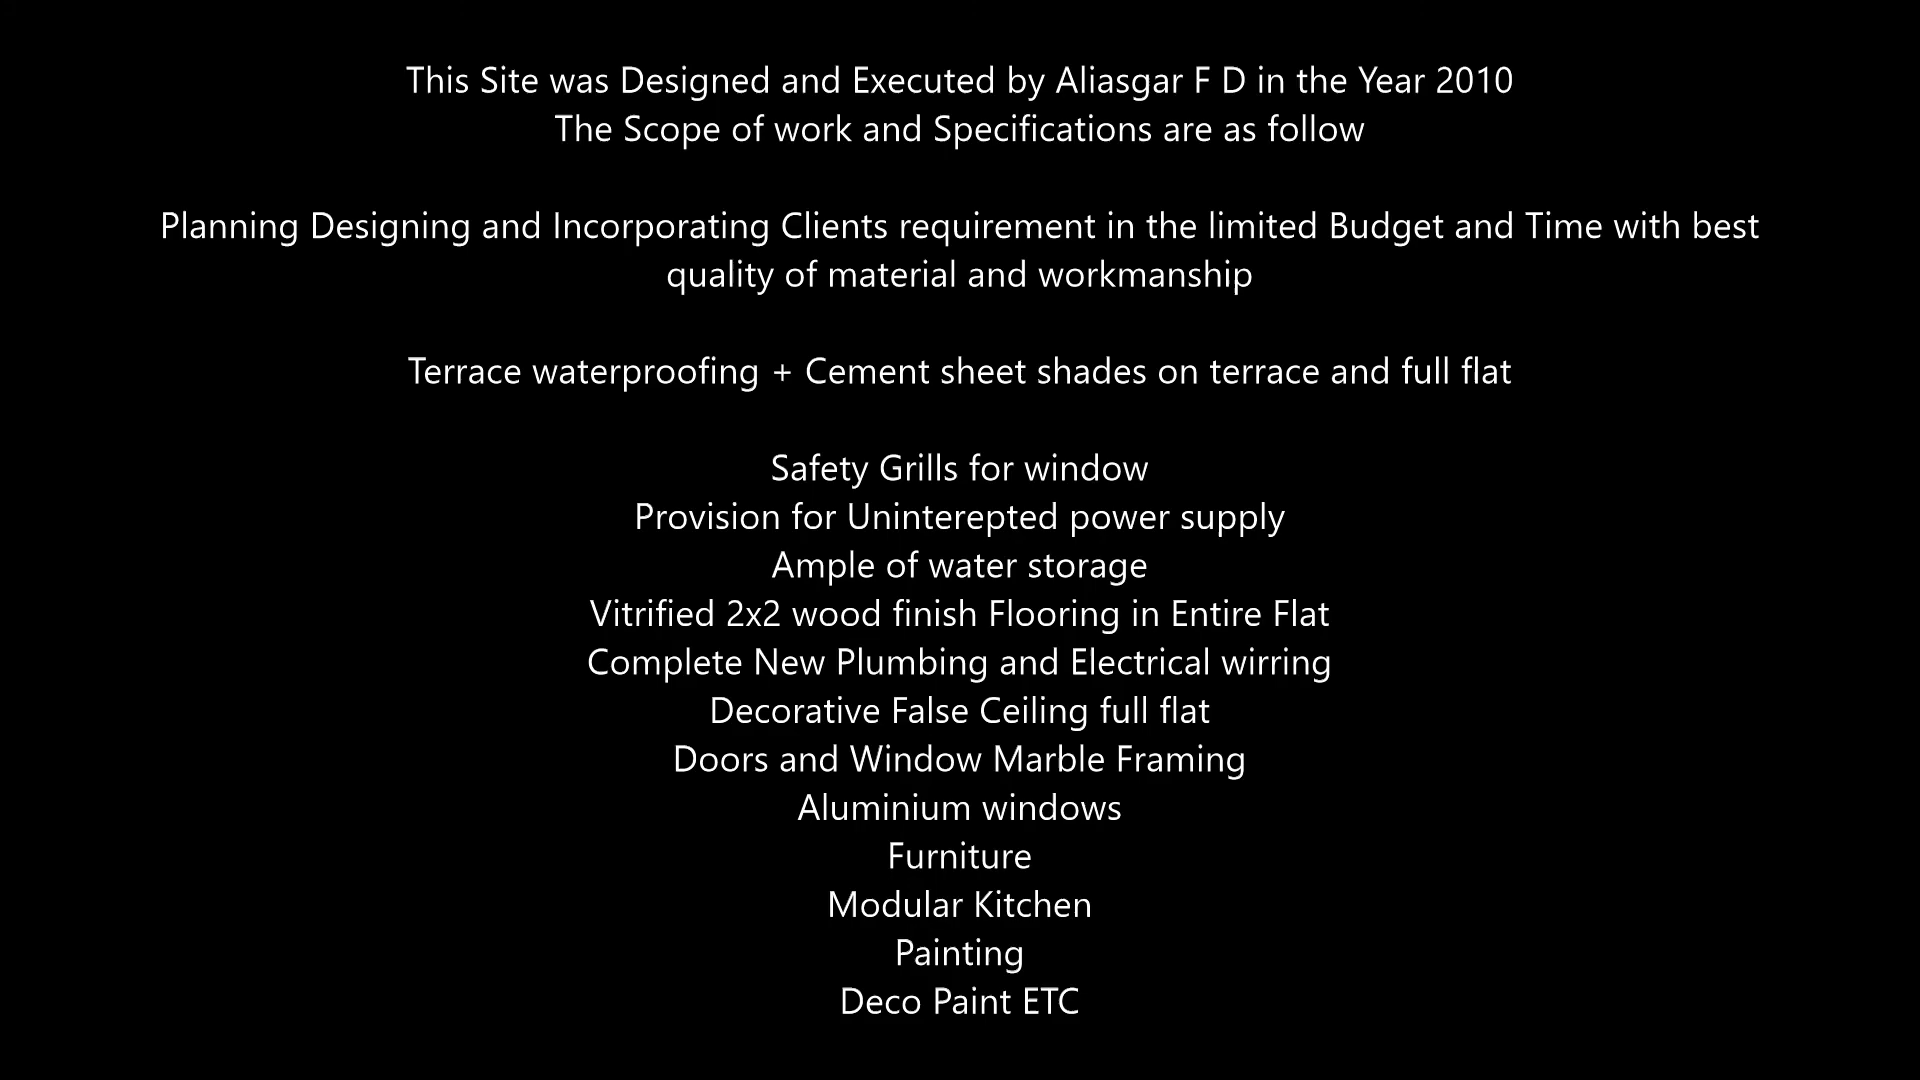 This Site was Designed and Executed by Aliasgar F D in the Year 2010
The Scope of work and Specifications are as follow
Planning Designing and Incorporating Clients requirement in the limited Budget and Time with best
quality of material and workmanship
Terrace waterproofing + Cement sheet shades on terrace and full flat
Safety Grills for window
Provision for Uninterepted power supply
Ample of water storage
Vitrified 2x2 wood finish Flooring in Entire Flat
Complete New Plumbing and Electrical wirring
Decorative False Ceiling full flat
Doors and Window Marble Framing
Aluminium windows
Furniture
Modular Kitchen
Painting
Deco Paint ETC